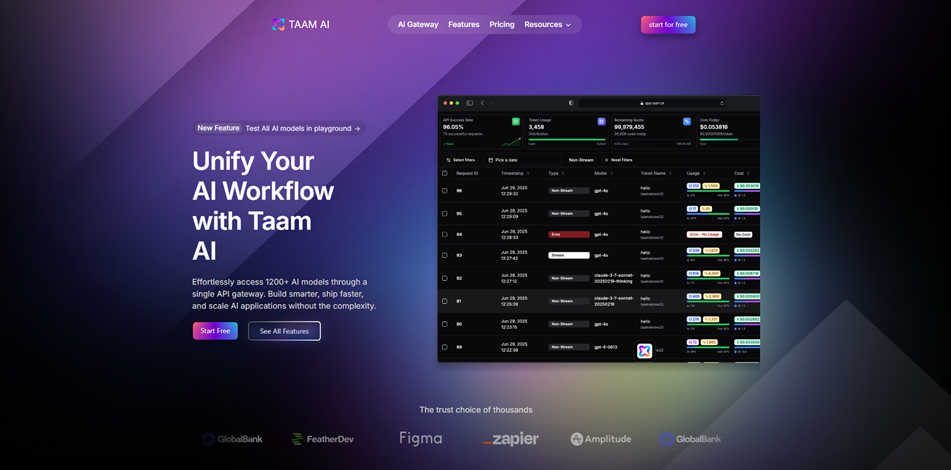 TAAM AI
Ai Gateway Features Pricing Resources
start for free
New Feature Test All AI models in playground →
Unify Your
AI Workflow
with Taam
AI
Effortlessly access 1200+ AI models through a
single API gateway. Build smarter, ship faster,
and scale AI applications without the complexity.
Start Free See All Features
app.taam.ai
API Success Rate Token Usage Remaining Quota Cost Today
96.05% 3,458 99,979,455 $0.053816
73 successful requests Distribution
Select filters Pick a date Non-Stream Reset Filters
Request ID Timestamp Type Model Token Name Usage Cost
96 Jun 29, 2025 12:29:32 Non-Stream gpt-4o hello
95 Jun 29, 2025 12:29:09 Non-Stream gpt-4o hello
94 Jun 29, 2025 12:28:33 Error gpt-4o hello Error - No Usage No Cost
93 Jun 29, 2025 12:27:42 Stream gpt-4o hello
92 Jun 29, 2025 12:27:12 Non-Stream claude-3-7-sonnet-20250219-thinking hello
91 Jun 29, 2025 12:25:39 Non-Stream claude-3-7-sonnet-20250219 hello
90 Jun 29, 2025 12:23:15 Non-Stream gpt-4o hello
89 Jun 29, 2025 12:22:38 Non-Stream gpt-4-0613
The trust choice of thousands
GlobalBank FeatherDev Figma zapier Amplitude GlobalBank